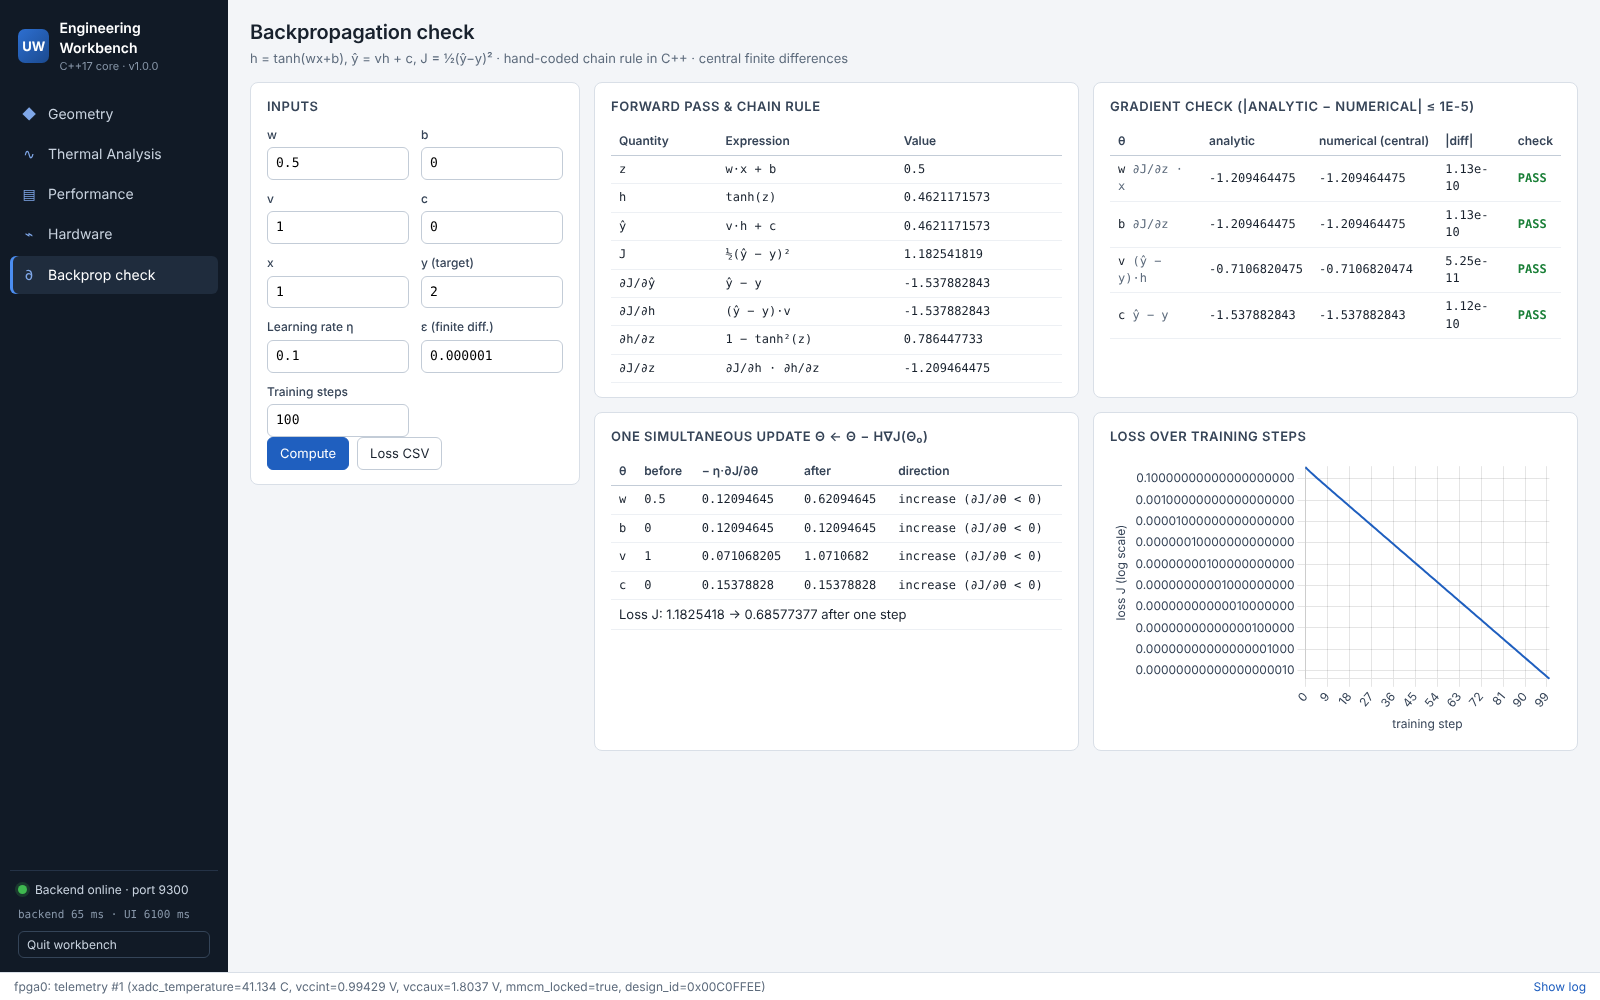 UW
Engineering
Workbench
C++17 core · v1.0.0
Geometry
Thermal Analysis
Performance
Hardware
∂ Backprop check
Backend online · port 9300
backend 65 ms · UI 6100 ms
Quit workbench
Backpropagation check
h = tanh(wx+b), ŷ = vh + c, J = ½(ŷ−y)² · hand-coded chain rule in C++ · central finite differences
INPUTS
w b
0.5 0
v c
1 0
x y (target)
1 2
Learning rate η ε (finite diff.)
0.1 0.000001
Training steps
100
Compute Loss CSV
FORWARD PASS & CHAIN RULE
Quantity Expression Value
z w·x + b 0.5
h tanh(z) 0.4621171573
ŷ v·h + c 0.4621171573
J ½(ŷ − y)² 1.182541819
∂J/∂ŷ ŷ − y -1.537882843
∂J/∂h (ŷ − y)·v -1.537882843
∂h/∂z 1 − tanh²(z) 0.786447733
∂J/∂z ∂J/∂h · ∂h/∂z -1.209464475
GRADIENT CHECK (|ANALYTIC − NUMERICAL| ≤ 1E-5)
θ analytic numerical (central) |diff| check
w ∂J/∂z · -1.209464475 -1.209464475 1.13e- PASS
x 10
b ∂J/∂z -1.209464475 -1.209464475 1.13e- PASS
10
v (ŷ − -0.7106820475 -0.7106820474 5.25e- PASS
y)·h 11
c ŷ − y -1.537882843 -1.537882843 1.12e- PASS
10
ONE SIMULTANEOUS UPDATE Θ ← Θ − Η∇J(Θ₀)
θ before − η·∂J/∂θ after direction
w 0.5 0.12094645 0.62094645 increase (∂J/∂θ < 0)
b 0 0.12094645 0.12094645 increase (∂J/∂θ < 0)
v 1 0.071068205 1.0710682 increase (∂J/∂θ < 0)
c 0 0.15378828 0.15378828 increase (∂J/∂θ < 0)
Loss J: 1.1825418 → 0.68577377 after one step
LOSS OVER TRAINING STEPS
loss J (log scale)
0.10000000000000000000
0.00100000000000000000
0.00001000000000000000
0.00000010000000000000
0.00000000100000000000
0.00000000001000000000
0.00000000000010000000
0.00000000000000100000
0.00000000000000001000
0.00000000000000000010
0 9 18 27 36 45 54 63 72 81 90 99
training step
fpga0: telemetry #1 (xadc_temperature=41.134 C, vccint=0.99429 V, vccaux=1.8037 V, mmcm_locked=true, design_id=0x00C0FFEE)
Show log